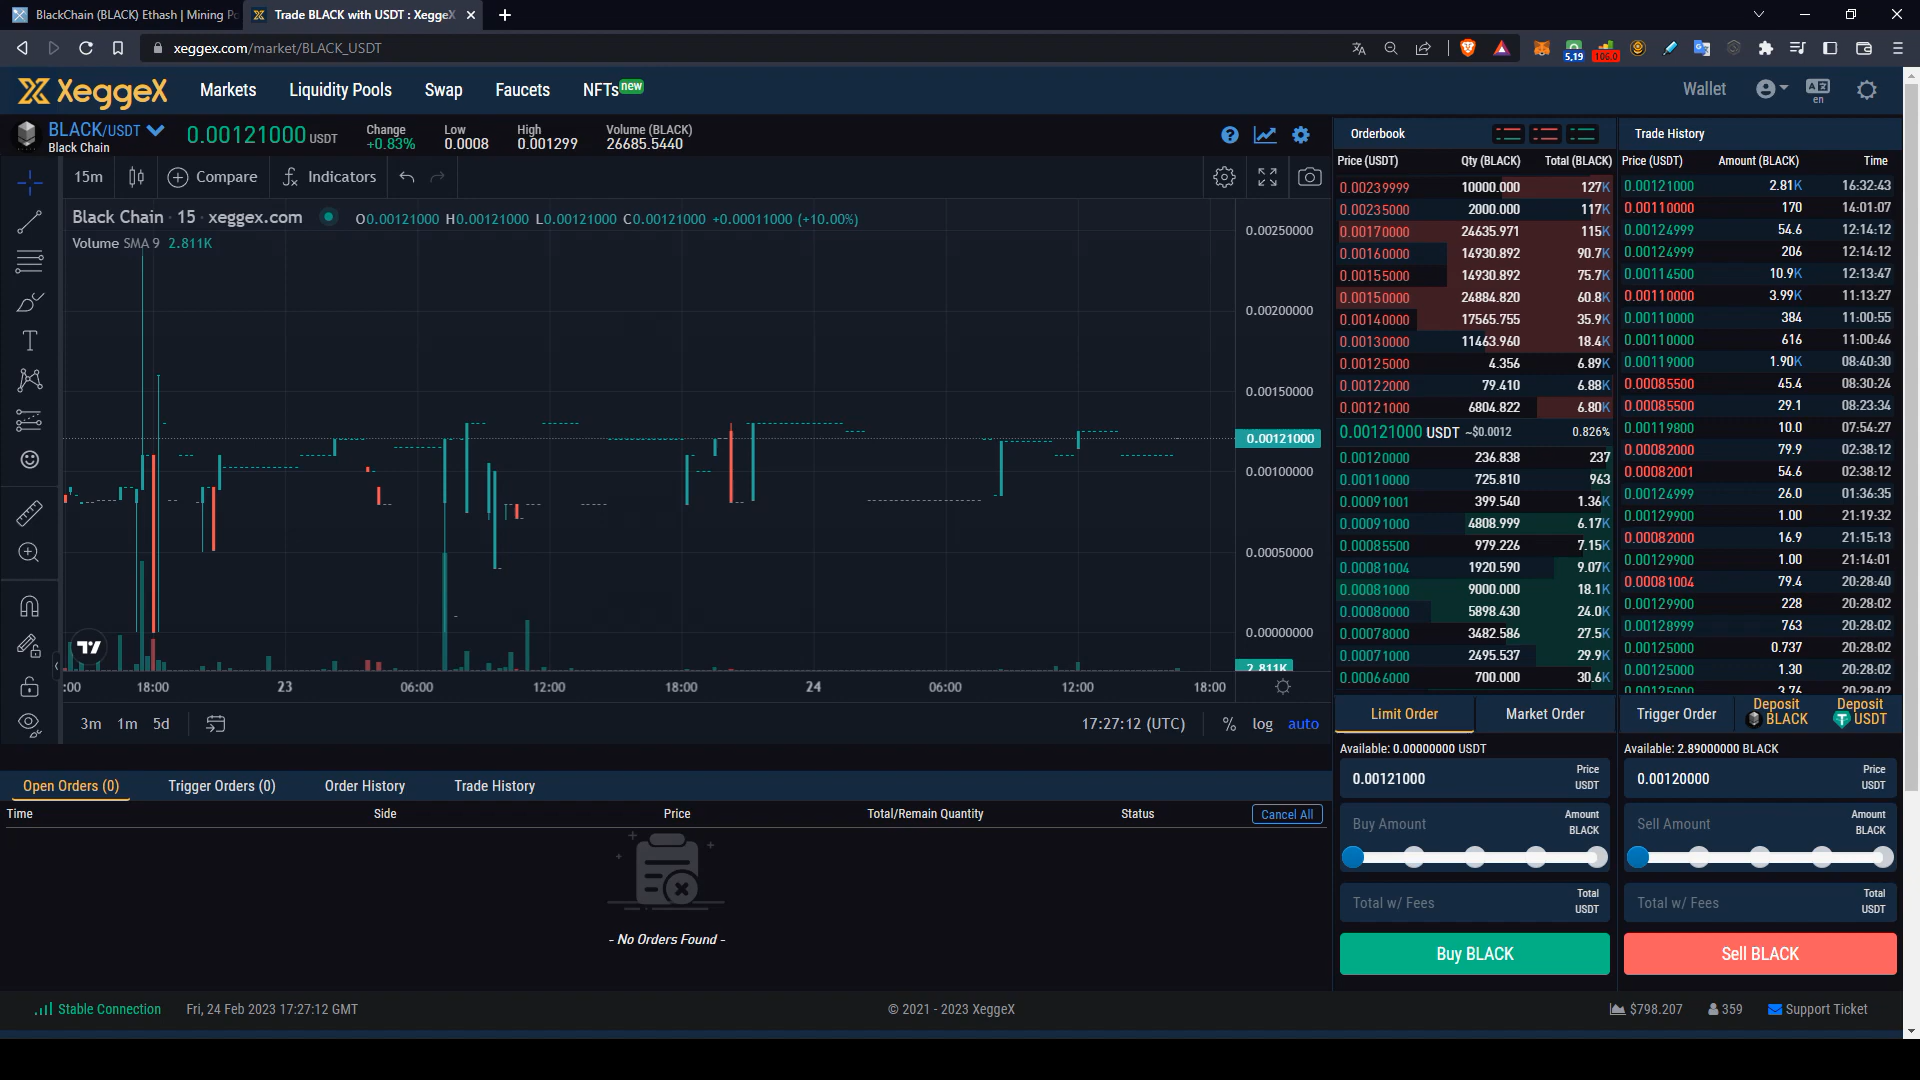 BlackChain (BLACK) Ethash | Mining Po
Trade BLACK with USDT : XeggeX
xeggex.com/market/BLACK_USDT
5,19
106,0
XeggeX
Markets
Liquidity Pools
Swap
Faucets
NFTs new
Wallet
en
BLACK/USDT
Black Chain
0.00121000 USDT
Change
+0.83%
Low
0.0008
High
0.001299
Volume (BLACK)
26685.5440
15m
Compare
Indicators
Black Chain · 15 · xeggex.com
O0.00121000 H0.00121000 L0.00121000 C0.00121000 +0.00011000 (+10.00%)
Volume SMA 9 2.811K
0.00250000
0.00200000
0.00150000
0.00121000
0.00100000
0.00050000
0.00000000
2.811K
:00 18:00 23 06:00 12:00 18:00 24 06:00 12:00 18:00
3m 1m 5d
17:27:12 (UTC) % log auto
Open Orders (0)
Trigger Orders (0)
Order History
Trade History
Time Side Price Total/Remain Quantity Status Cancel All
- No Orders Found -
Orderbook
Price (USDT) Qty (BLACK) Total (BLACK)
0.00239999 10000.000 127K
0.00235000 2000.000 117K
0.00170000 24635.971 115K
0.00160000 14930.892 90.7K
0.00155000 14930.892 75.7K
0.00150000 24884.820 60.8K
0.00140000 17565.755 35.9K
0.00130000 11463.960 18.4K
0.00125000 4.356 6.89K
0.00122000 79.410 6.88K
0.00121000 6804.822 6.80K
0.00121000 USDT ~$0.0012 0.826%
0.00120000 236.838 237
0.00110000 725.810 963
0.00091001 399.540 1.36K
0.00091000 4808.999 6.17K
0.00085500 979.226 7.15K
0.00081004 1920.590 9.07K
0.00081000 9000.000 18.1K
0.00080000 5898.430 24.0K
0.00078000 3482.586 27.5K
0.00071000 2495.537 29.9K
0.00066000 700.000 30.6K
Trade History
Price (USDT) Amount (BLACK) Time
0.00121000 2.81K 16:32:43
0.00110000 170 14:01:07
0.00124999 54.6 12:14:12
0.00124999 206 12:14:12
0.00114500 10.9K 12:13:47
0.00110000 3.99K 11:13:27
0.00110000 384 11:00:55
0.00110000 616 11:00:46
0.00119000 1.90K 08:40:30
0.00085500 45.4 08:30:24
0.00085500 29.1 08:23:34
0.00119800 10.0 07:54:27
0.00082000 79.9 02:38:12
0.00082001 54.6 02:38:12
0.00124999 26.0 01:36:35
0.00129900 1.00 21:19:32
0.00082000 16.9 21:15:13
0.00129900 1.00 21:14:01
0.00081004 79.4 20:28:40
0.00129900 228 20:28:02
0.00128999 763 20:28:02
0.00125000 0.737 20:28:02
0.00125000 1.30 20:28:02
0.00125000 3.76 20:28:02
Limit Order
Market Order
Trigger Order
Deposit
BLACK
Deposit
USDT
Available: 0.00000000 USDT
0.00121000
Price
USDT
Buy Amount
Amount
BLACK
Total w/ Fees
Total
USDT
Buy BLACK
Available: 2.89000000 BLACK
0.00120000
Price
USDT
Sell Amount
Amount
BLACK
Total w/ Fees
Total
USDT
Sell BLACK
Stable Connection
Fri, 24 Feb 2023 17:27:12 GMT
© 2021 - 2023 XeggeX
$798.207
359
Support Ticket